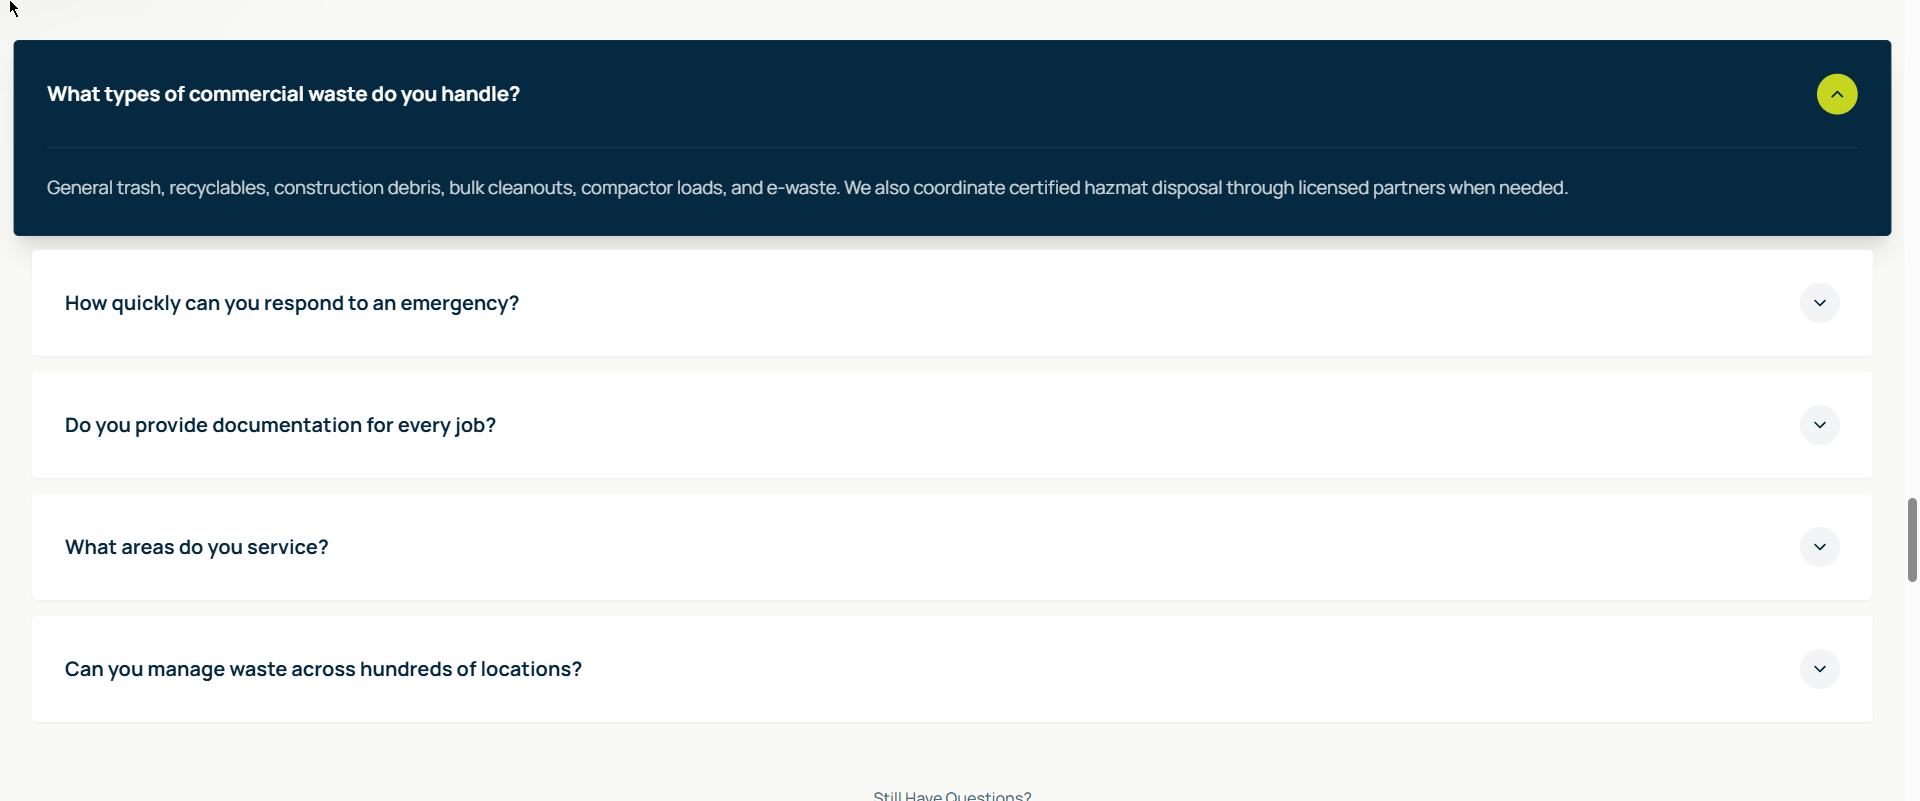 What types of commercial waste do you handle?
General trash, recyclables, construction debris, bulk cleanouts, compactor loads, and e-waste. We also coordinate certified hazmat disposal through licensed partners when needed.
How quickly can you respond to an emergency?
Do you provide documentation for every job?
What areas do you service?
Can you manage waste across hundreds of locations?
Still Have Questions?